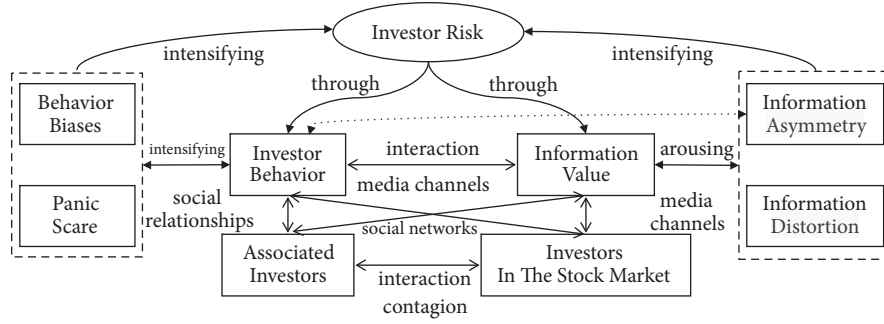 Investor Risk
intensifying
intensifying
through
through
Behavior
Biases
Panic
Scare
intensifying
Investor
Behavior
interaction
media channels
Information
Value
arousing
Information
Asymmetry
Information
Distortion
social
relationships
social networks
media
channels
Associated
Investors
interaction
contagion
Investors
In The Stock Market